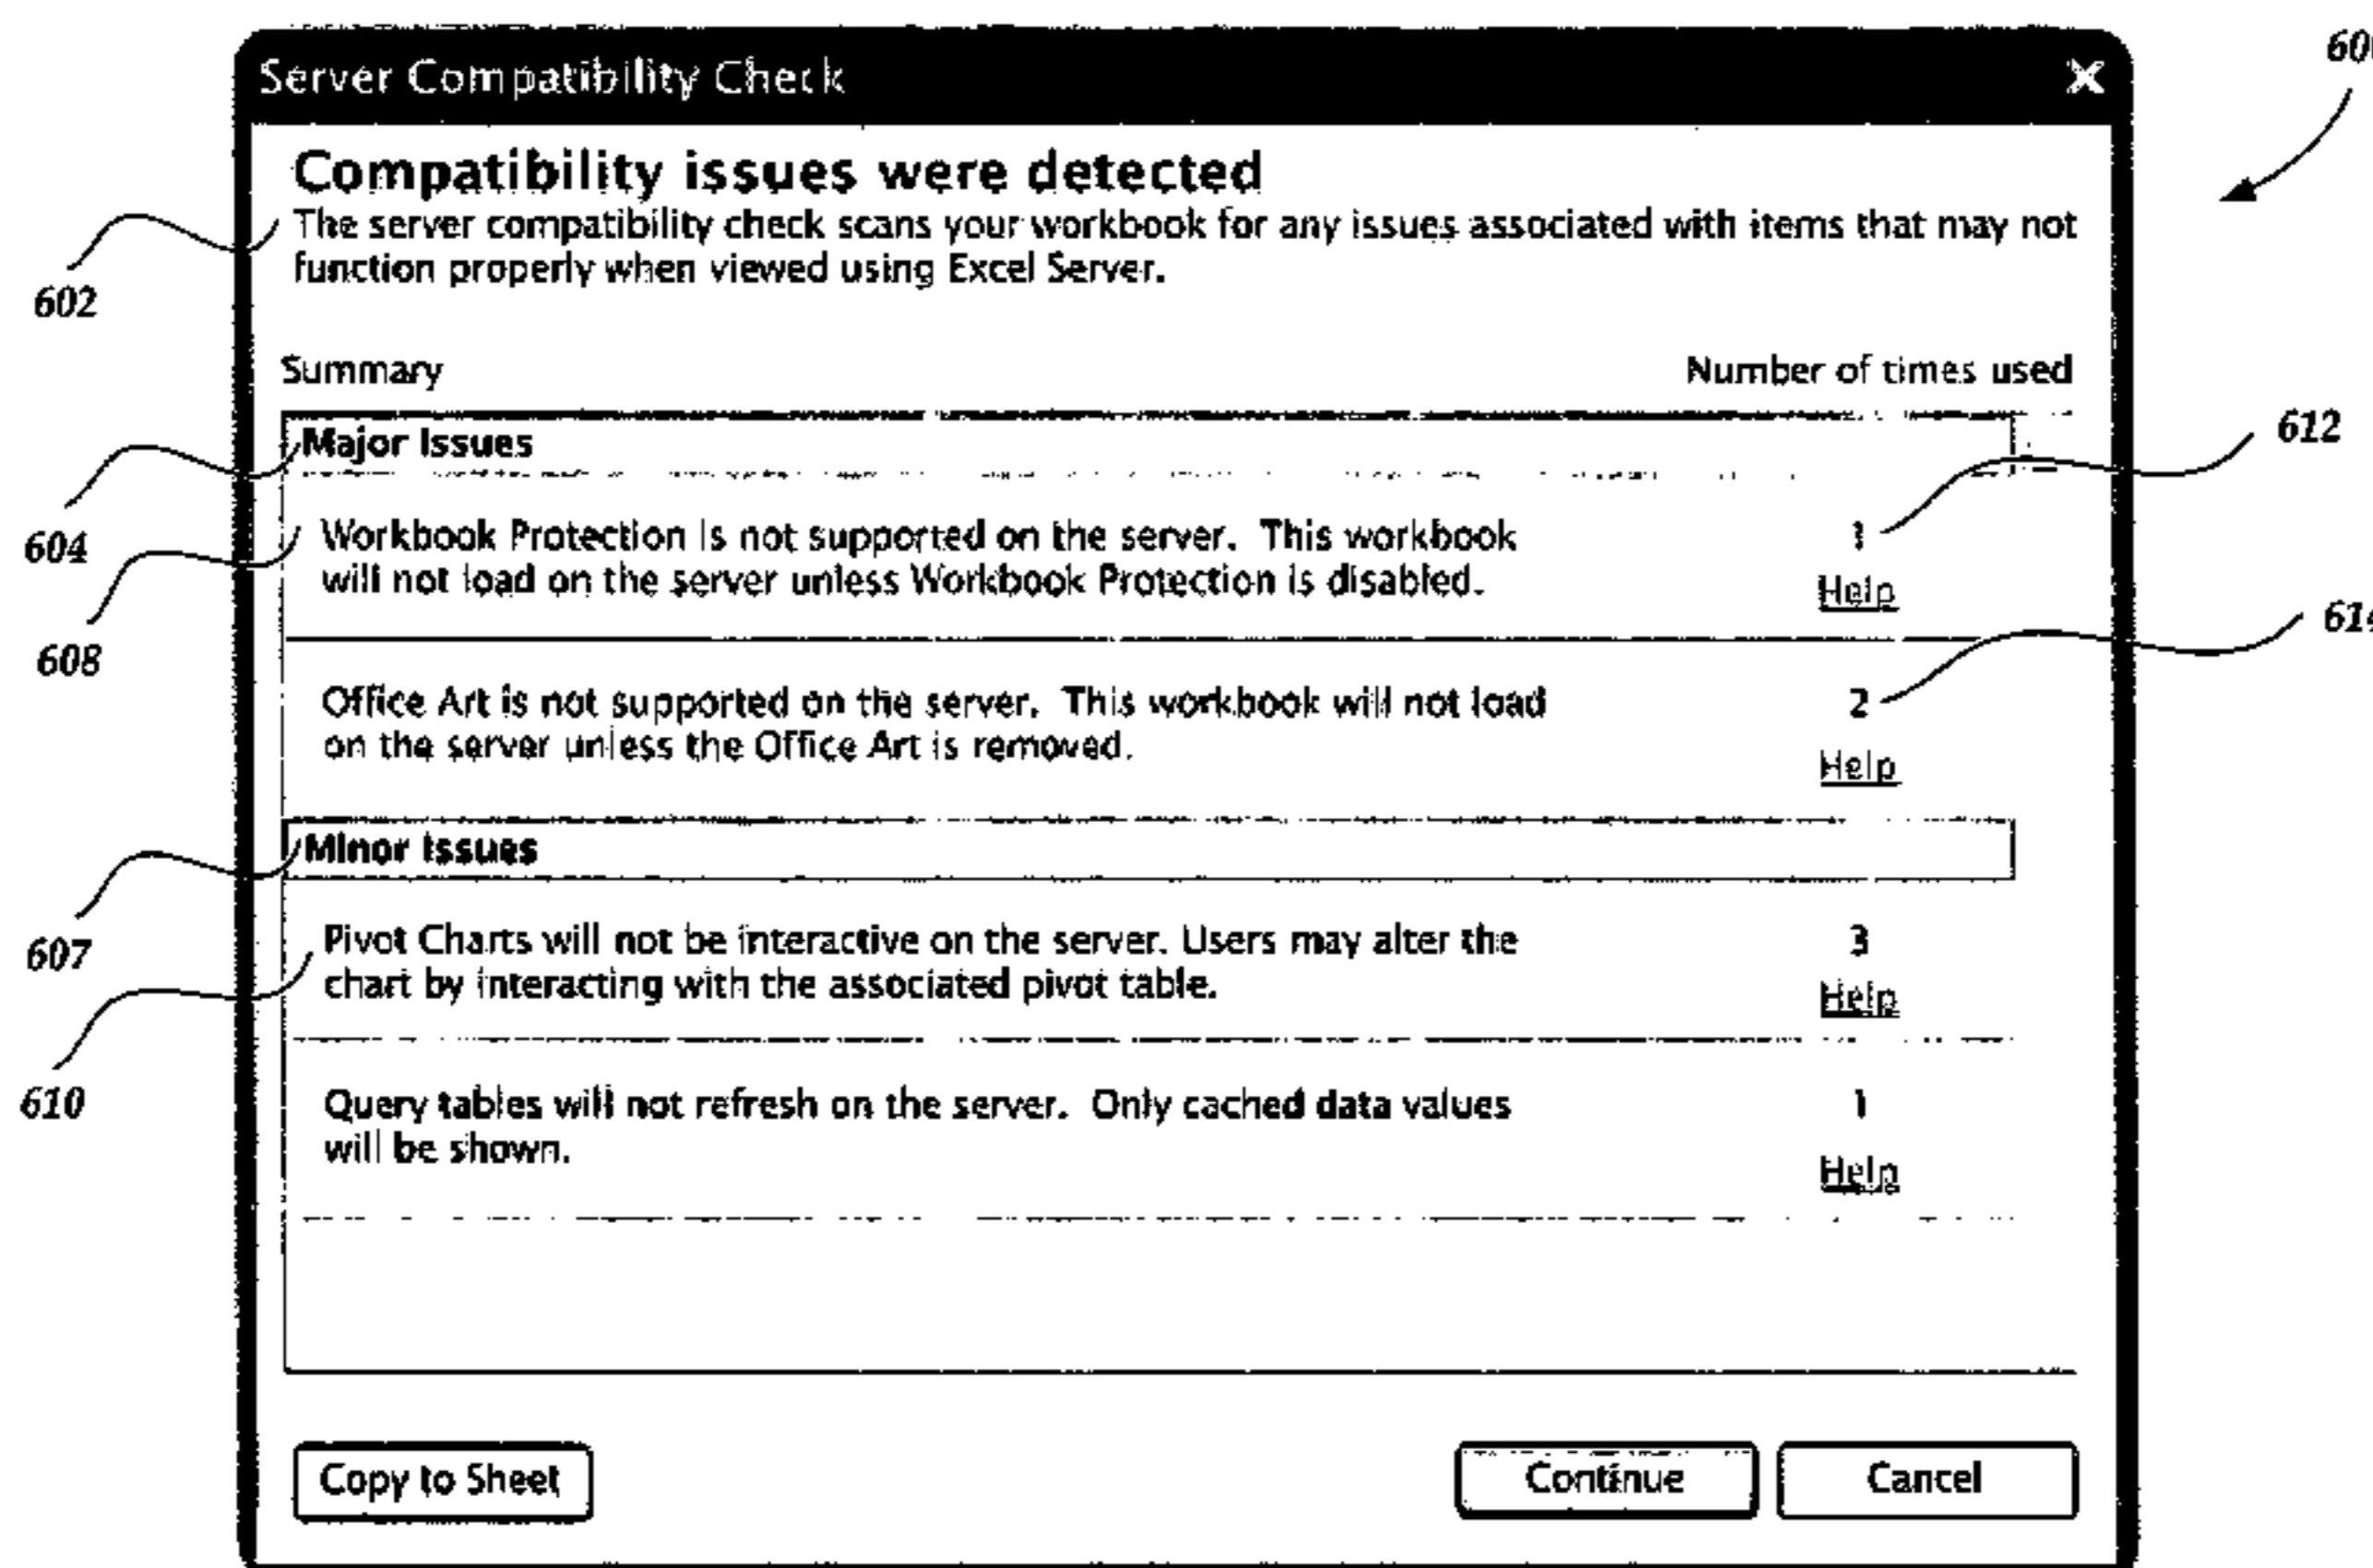 Server Compatibility Check X
Compatibility issues were detected
The server compatibility check scans your workbook for any issues associated with items that may not
function properly when viewed using Excel Server.
602
Summary Number of times used
612
Major Issues
604
Workbook Protection is not supported on the server. This workbook 1
will not load on the server unless Workbook Protection is disabled. Help
608
Office Art is not supported on the server. This workbook will not load 2
on the server unless the Office Art is removed. Help
Minor Issues
607
Pivot Charts will not be interactive on the server. Users may alter the 3
chart by interacting with the associated pivot table. Help
610
Query tables will not refresh on the server. Only cached data values 1
will be shown. Help
Copy to Sheet Continue Cancel